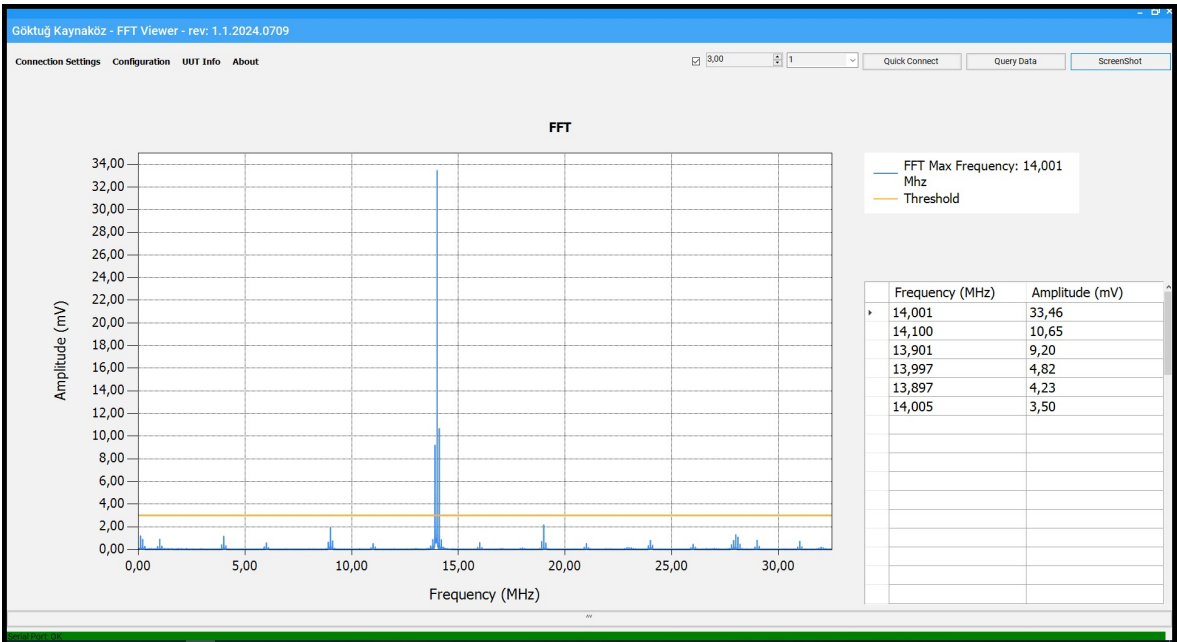 Göktuğ Kaynaköz - FFT Viewer - rev: 1.1.2024.0709
Connection Settings Configuration UUT Info About 3,00 1 Quick Connect Query Data ScreenShot
FFT
34,00
32,00
30,00
28,00
26,00
24,00
22,00
20,00
18,00
16,00
14,00
12,00
10,00
8,00
6,00
4,00
2,00
0,00
Amplitude (mV)
0,00 5,00 10,00 15,00 20,00 25,00 30,00
Frequency (MHz)
FFT Max Frequency: 14,001
Mhz
Threshold
Frequency (MHz) Amplitude (mV)
14,001 33,46
14,100 10,65
13,901 9,20
13,997 4,82
13,897 4,23
14,005 3,50
Serial Port: OK